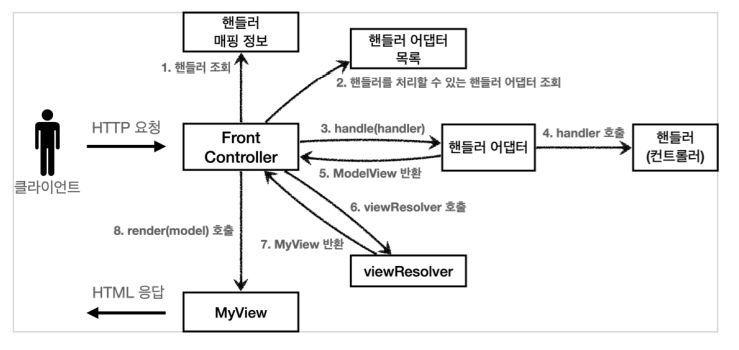 핸들러
매핑 정보
핸들러 어댑터
목록
1. 핸들러 조회
2. 핸들러를 처리할 수 있는 핸들러 어댑터 조회
HTTP 요청
Front
Controller
3. handle(handler)
핸들러 어댑터
4. handler 호출
핸들러
(컨트롤러)
5. ModelView 반환
클라이언트
6. viewResolver 호출
8. render(model) 호출
7. MyView 반환
viewResolver
HTML 응답
MyView